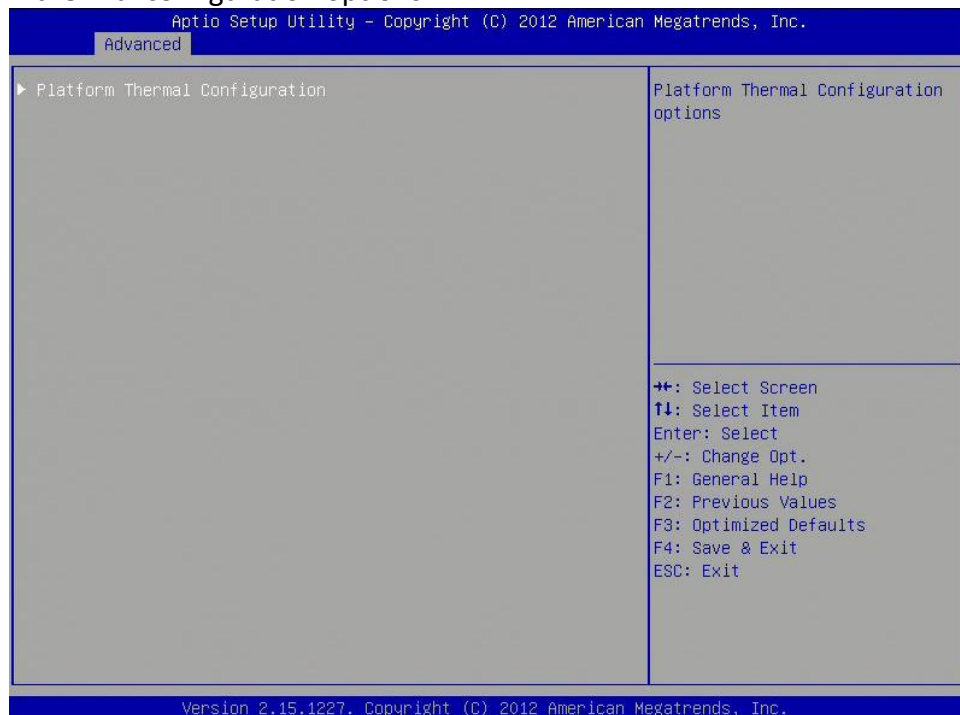 Aptio Setup Utility – Copyright (C) 2012 American Megatrends, Inc.
Advanced
▶ Platform Thermal Configuration
Platform Thermal Configuration
options
→←: Select Screen
↑↓: Select Item
Enter: Select
+/-: Change Opt.
F1: General Help
F2: Previous Values
F3: Optimized Defaults
F4: Save & Exit
ESC: Exit
Version 2.15.1227. Copyright (C) 2012 American Megatrends, Inc.